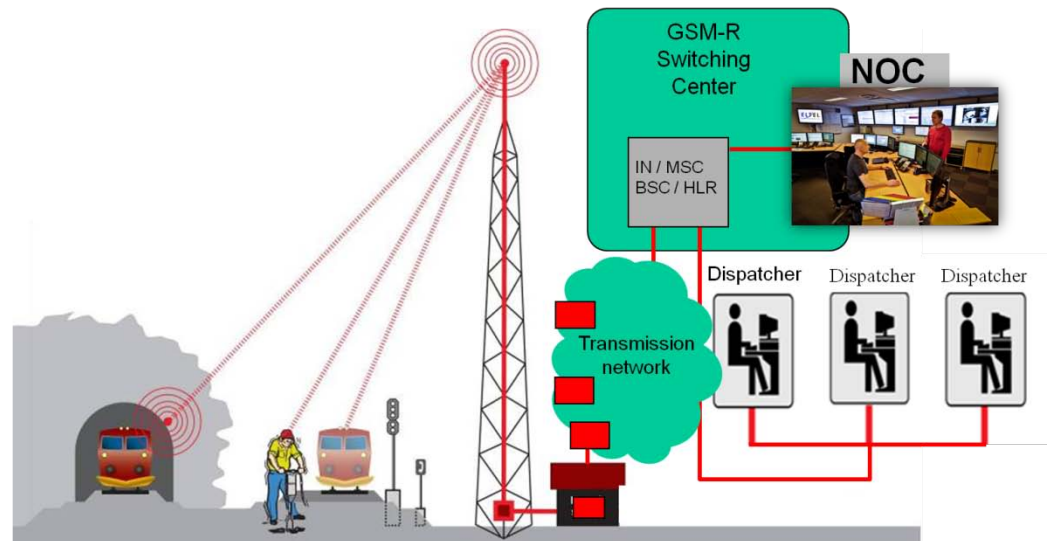 GSM-R
Switching
Center
NOC
IN / MSC
BSC / HLR
Dispatcher
Dispatcher
Dispatcher
Transmission
network